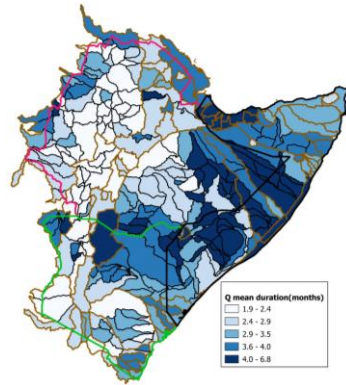 Q mean duration(months)
1.9 - 2.4
2.4 - 2.9
2.9 - 3.5
3.6 - 4.0
4.0 - 6.8